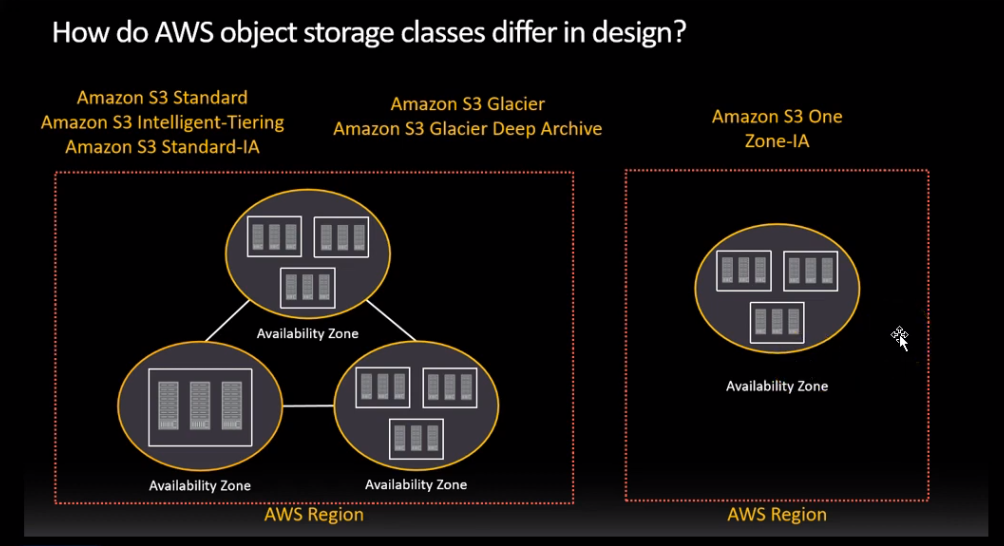 How do AWS object storage classes differ in design?
Amazon S3 Standard
Amazon S3 Intelligent-Tiering
Amazon S3 Standard-IA
Amazon S3 Glacier
Amazon S3 Glacier Deep Archive
Amazon S3 One
Zone-IA
Availability Zone
Availability Zone
Availability Zone
AWS Region
Availability Zone
AWS Region